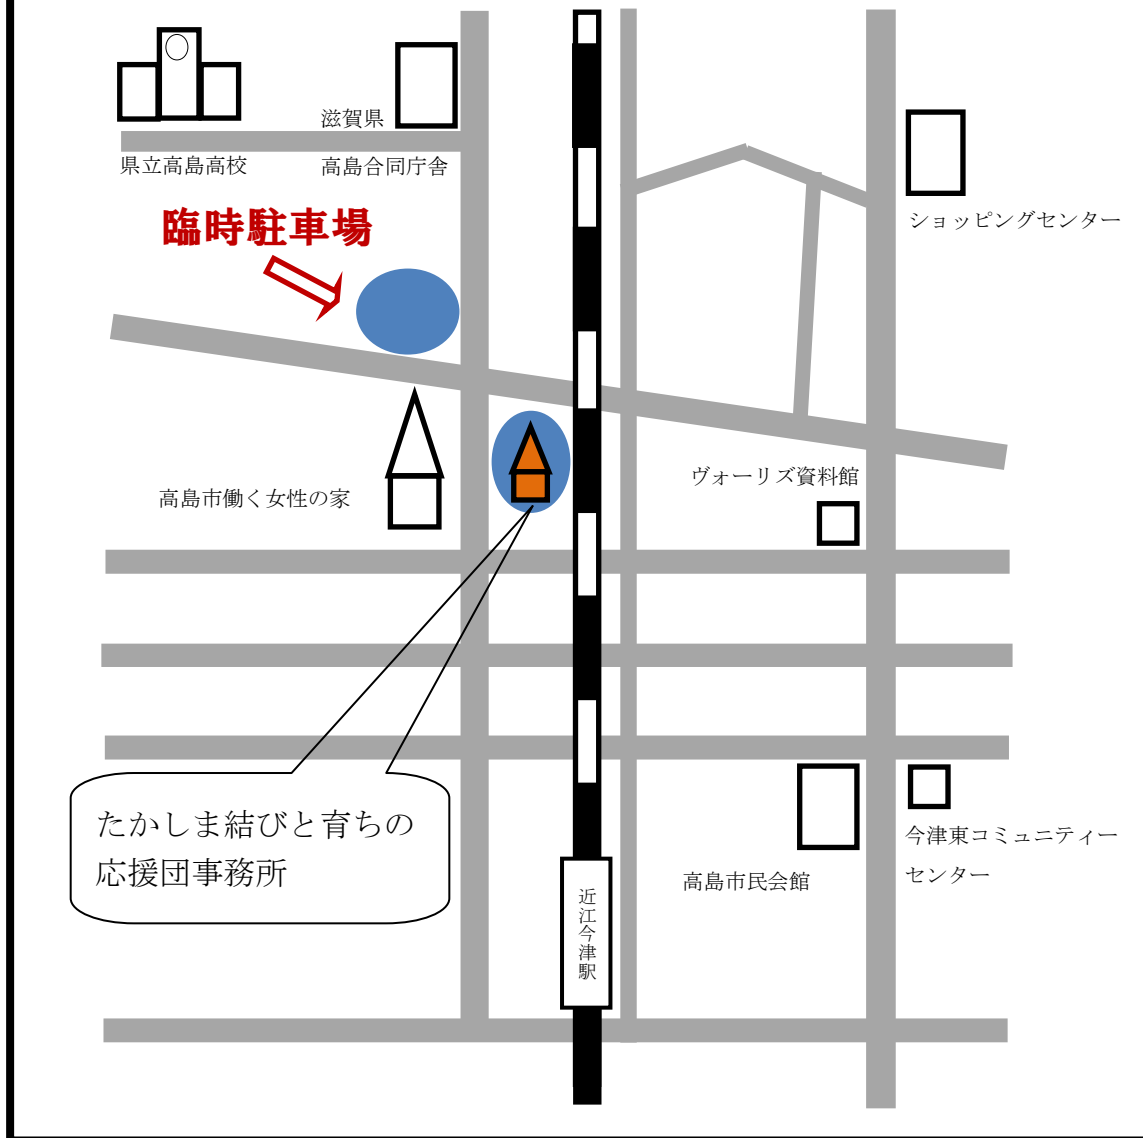 滋賀県
県立高島高校
高島合同庁舎
臨時駐車場
ショッピングセンター
ヴォーリズ資料館
高島市働く女性の家
たかしま結びと育ちの
応援団事務所
今津東コミュニティー
センター
高島市民会館
近江今津駅